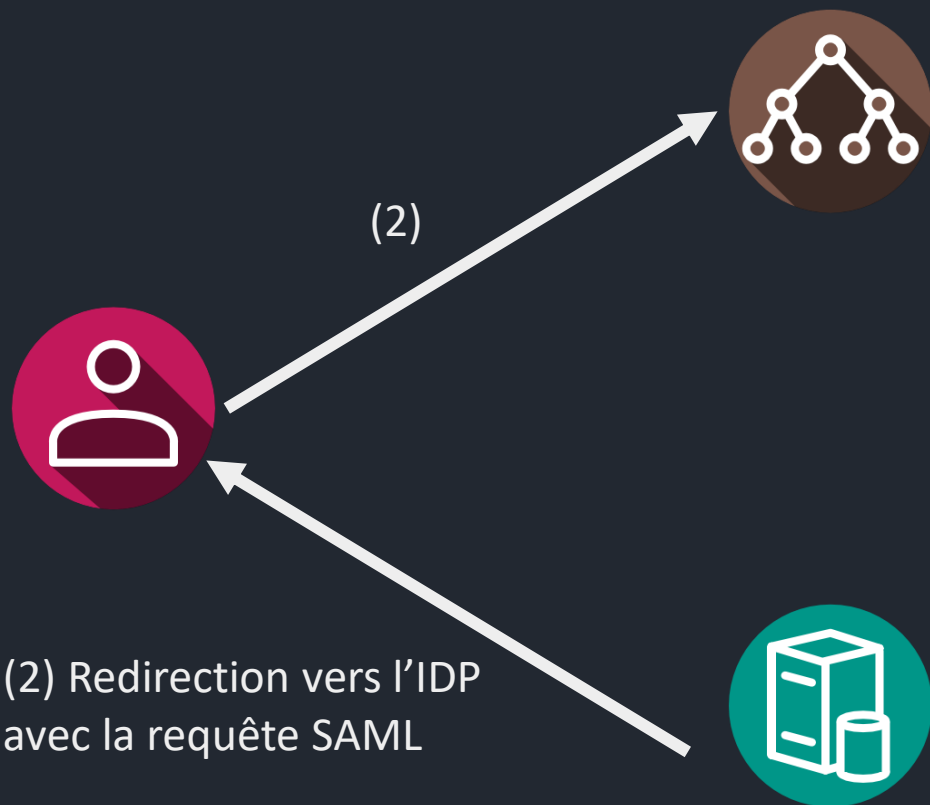 (2)
(2) Redirection vers l’IDP
avec la requête SAML